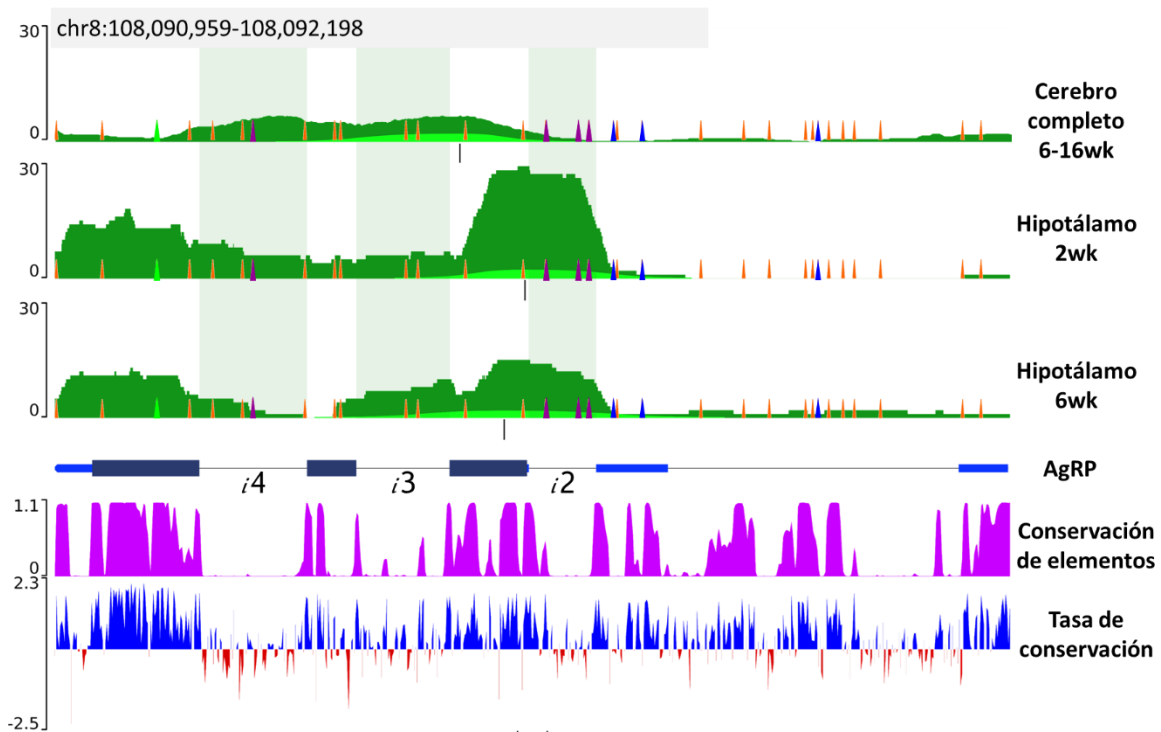 chr8:108,090,959-108,092,198
30
0
Cerebro
completo
6-16wk
30
0
Hipotálamo
2wk
30
0
Hipotálamo
6wk
i4
i3
i2
AgRP
1.1
0
Conservación
de elementos
2.3
-2.5
Tasa de
conservación